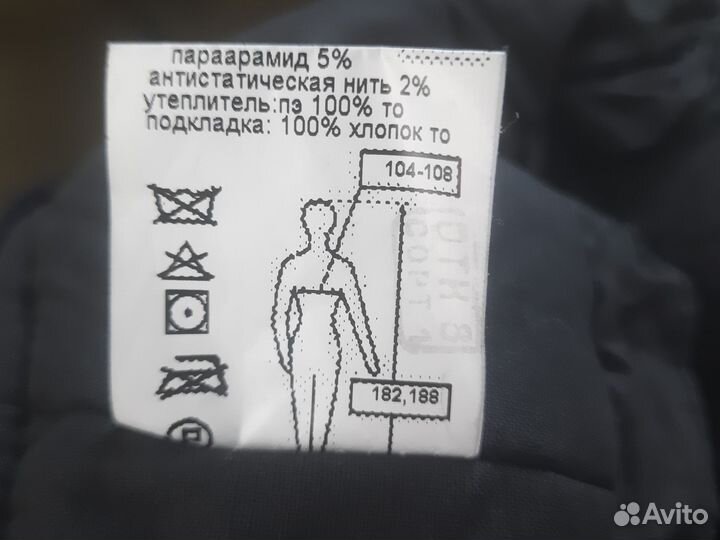 параарамид 5%
антистатическая нить 2%
утеплитель:пэ 100% то
подкладка: 100% хлопок то
104-108
182,188
Avito